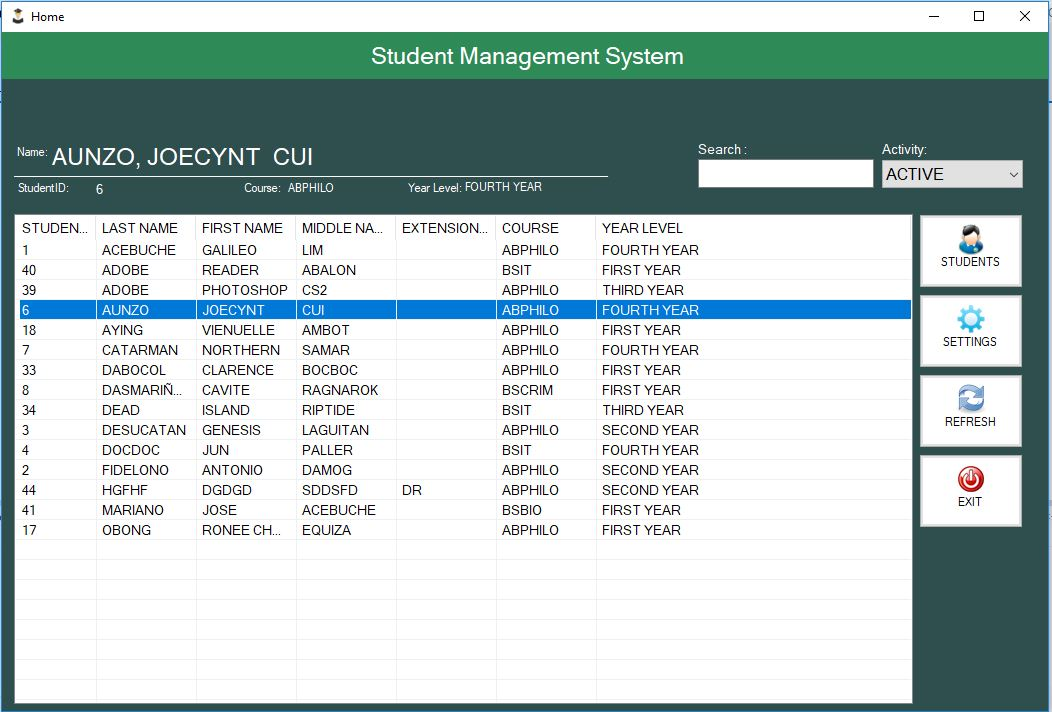 Home
Student Management System
Name: AUNZO, JOECYNT CUI
Search :
Activity:
ACTIVE
StudentID: 6 Course: ABPHILO Year Level: FOURTH YEAR
STUDEN... LAST NAME FIRST NAME MIDDLE NA... EXTENSION... COURSE YEAR LEVEL
1 ACEBUCHE GALILEO LIM ABPHILO FOURTH YEAR
40 ADOBE READER ABALON BSIT FIRST YEAR
39 ADOBE PHOTOSHOP CS2 ABPHILO THIRD YEAR
6 AUNZO JOECYNT CUI ABPHILO FOURTH YEAR
18 AYING VIENUELLE AMBOT ABPHILO FIRST YEAR
7 CATARMAN NORTHERN SAMAR ABPHILO FOURTH YEAR
33 DABOCOL CLARENCE BOCBOC ABPHILO FIRST YEAR
8 DASMARIÑ... CAVITE RAGNAROK BSCRIM FIRST YEAR
34 DEAD ISLAND RIPTIDE BSIT THIRD YEAR
3 DESUCATAN GENESIS LAGUITAN ABPHILO SECOND YEAR
4 DOCDOC JUN PALLER BSIT FOURTH YEAR
2 FIDELONO ANTONIO DAMOG ABPHILO SECOND YEAR
44 HGFHF DGDGD SDDSFD DR ABPHILO SECOND YEAR
41 MARIANO JOSE ACEBUCHE BSBIO FIRST YEAR
17 OBONG RONEE CH... EQUIZA ABPHILO FIRST YEAR
STUDENTS
SETTINGS
REFRESH
EXIT